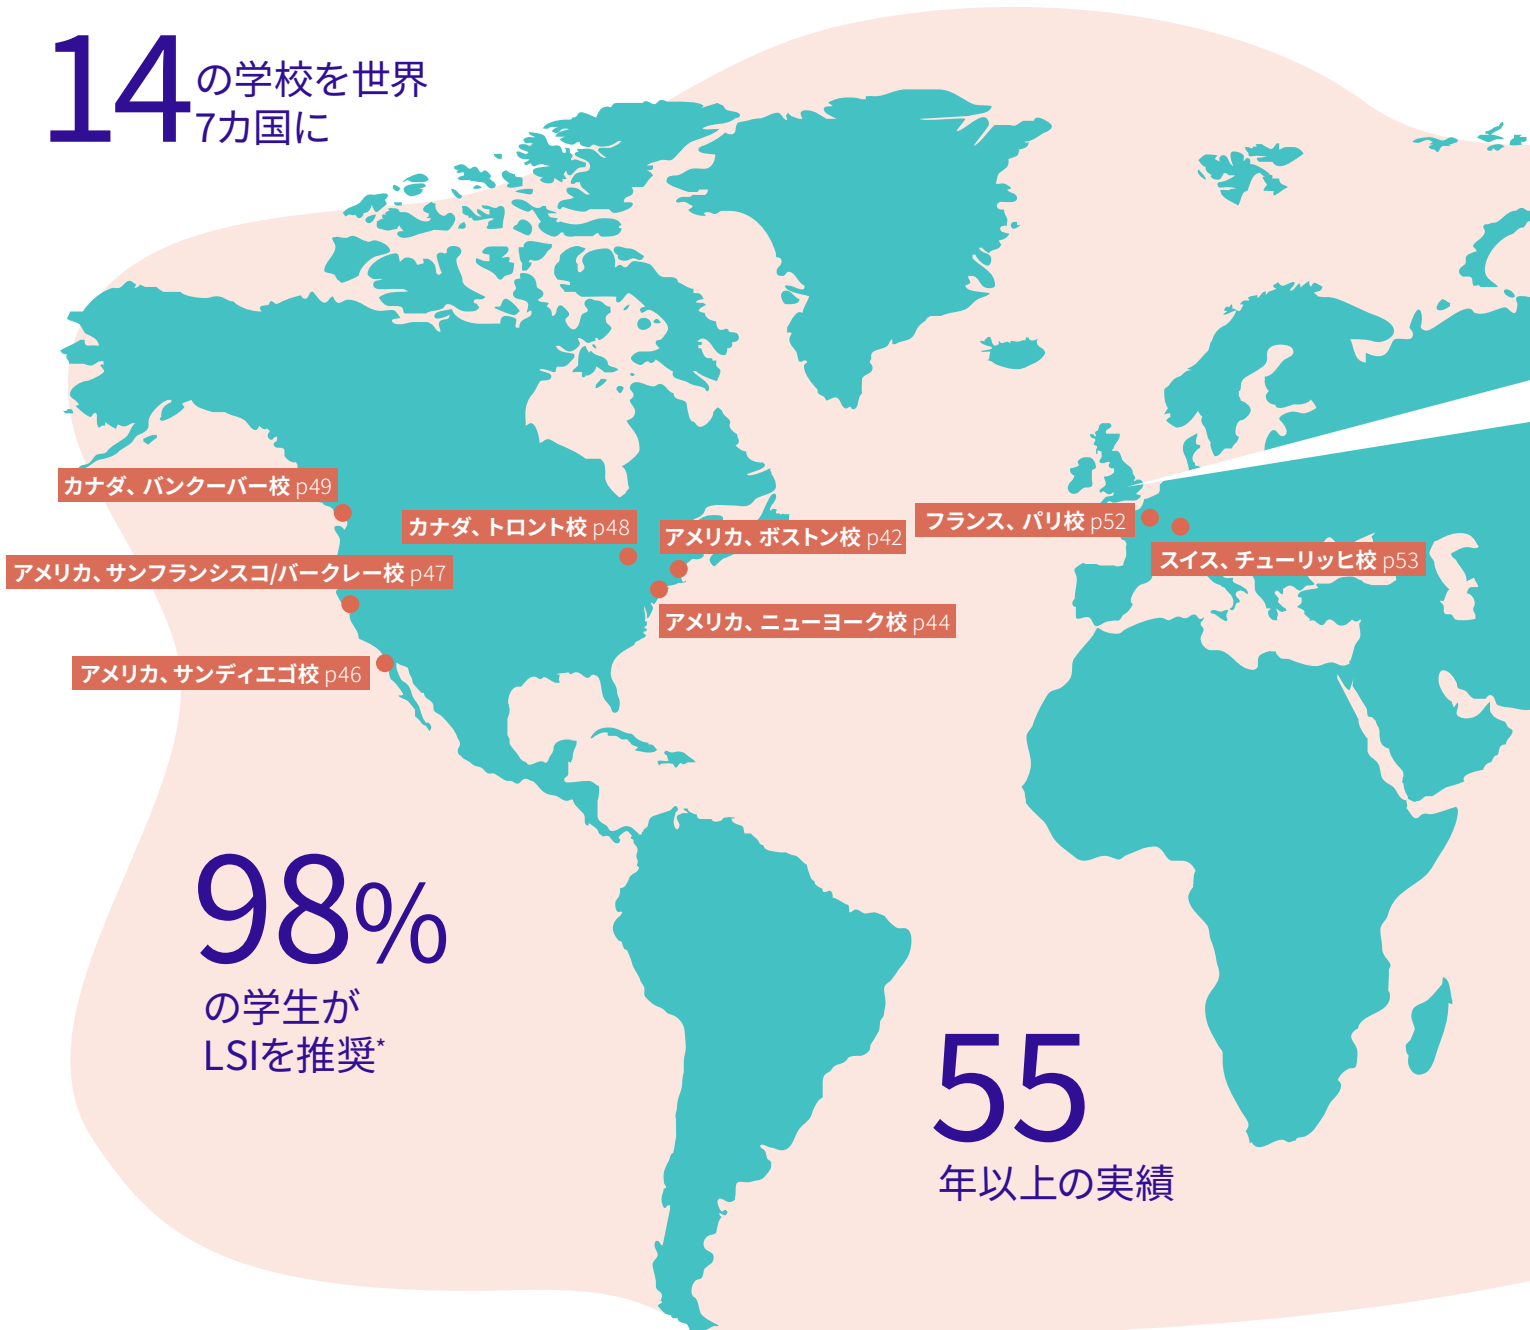 14 の学校を世界
7カ国に
カナダ、バンクーバー校 p49
カナダ、トロント校 p48
アメリカ、ボストン校 p42
フランス、パリ校 p52
スイス、チューリッヒ校 p53
アメリカ、サンフランシスコ/バークレー校 p47
アメリカ、ニューヨーク校 p44
アメリカ、サンディエゴ校 p46
98%
の学生が
LSIを推奨*
55
年以上の実績